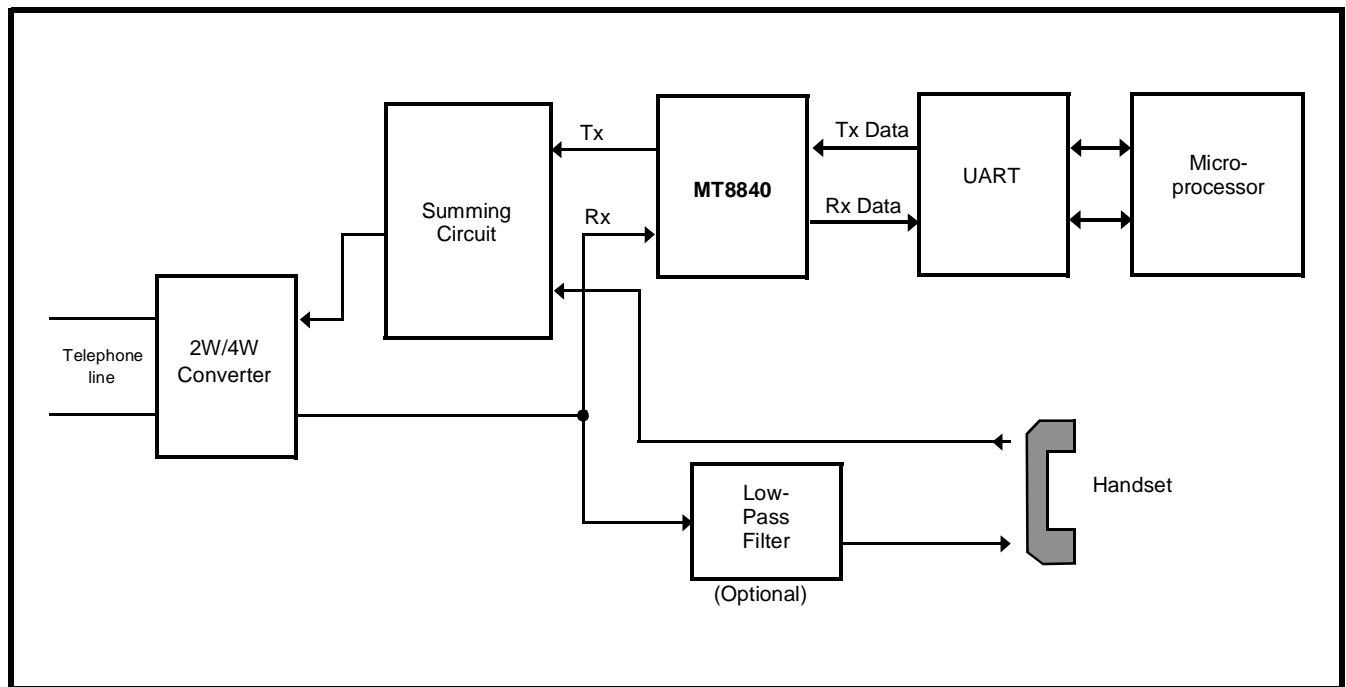 Tx
Rx
Summing
Circuit
MT8840
Tx Data
Rx Data
UART
Micro-
processor
Telephone
line
2W/4W
Converter
Low-
Pass
Filter
(Optional)
Handset